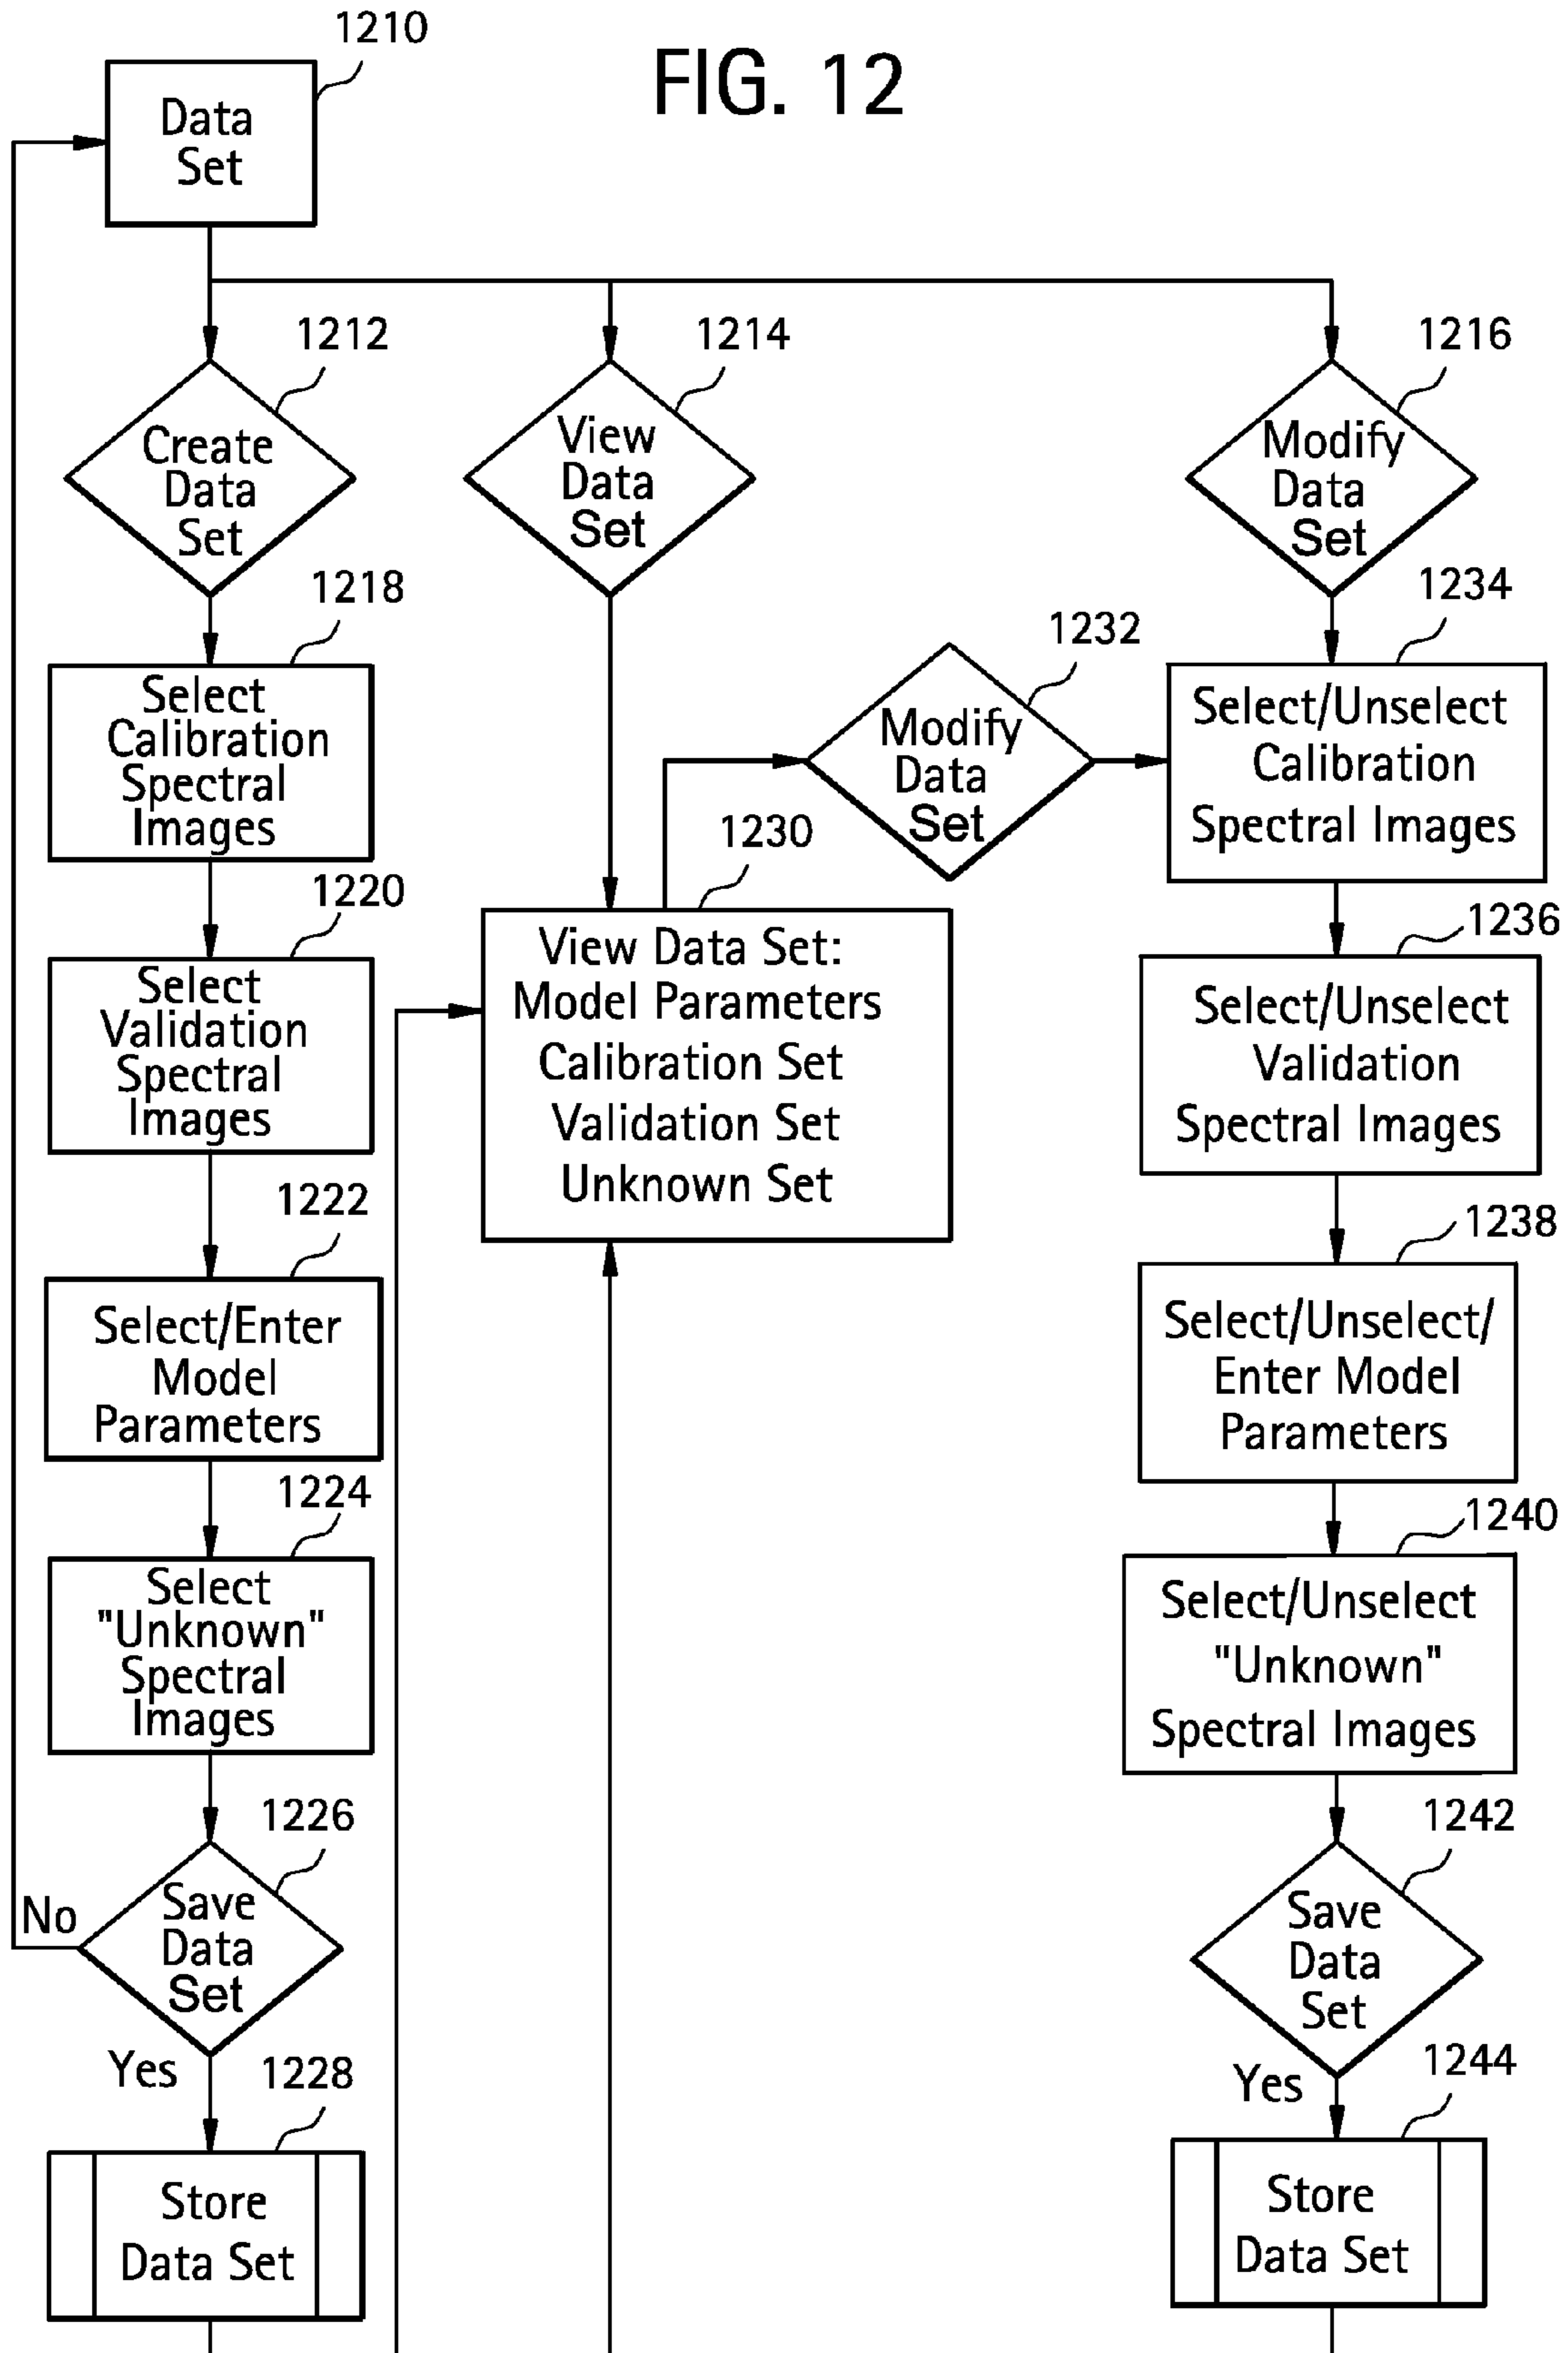 FIG. 12
1210
Data
Set
1212
Create
Data
Set
1214
View
Data
Set
1216
Modify
Data
Set
1218
Select
Calibration
Spectral
Images
1220
Select
Validation
Spectral
Images
1222
Select/Enter
Model
Parameters
1224
Select
"Unknown"
Spectral
Images
1226
Save
Data
Set
No
Yes
1228
Store
Data Set
1230
View Data Set:
Model Parameters
Calibration Set
Validation Set
Unknown Set
1232
Modify
Data
Set
1234
Select/Unselect
Calibration
Spectral Images
1236
Select/Unselect
Validation
Spectral Images
1238
Select/Unselect/
Enter Model
Parameters
1240
Select/Unselect
"Unknown"
Spectral Images
1242
Save
Data
Set
Yes
1244
Store
Data Set